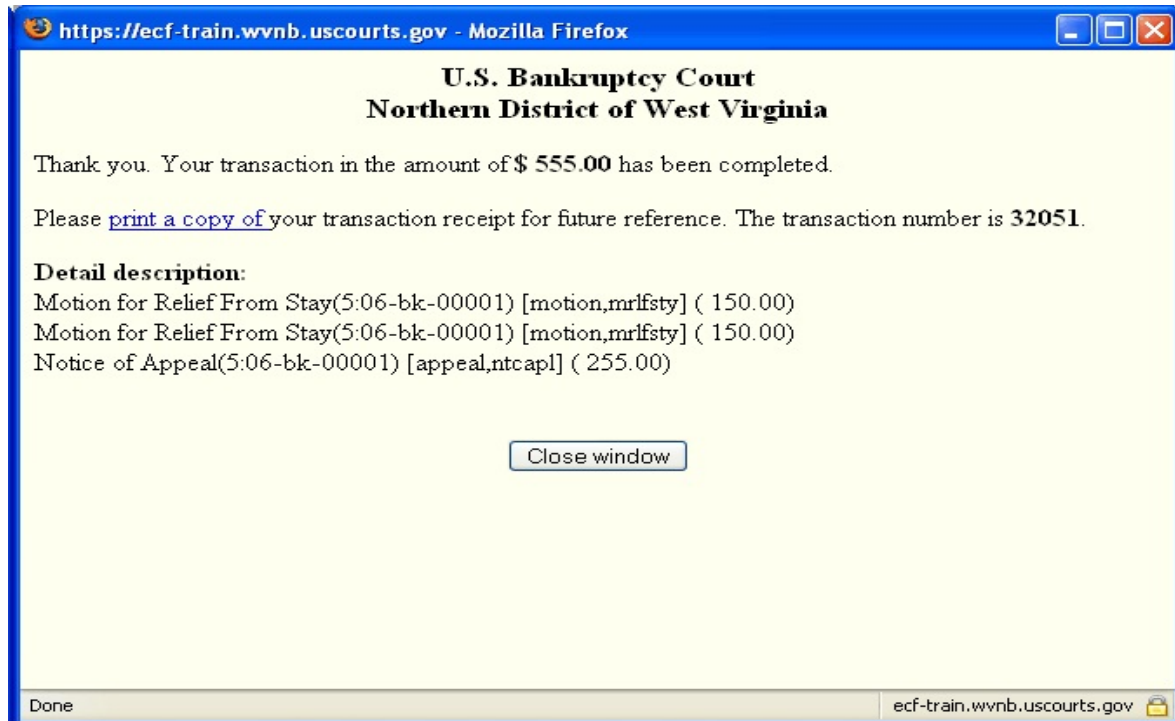 https://ecf-train.wvnb.uscourts.gov - Mozilla Firefox
U.S. Bankruptcy Court
Northern District of West Virginia
Thank you. Your transaction in the amount of $ 555.00 has been completed.
Please print a copy of your transaction receipt for future reference. The transaction number is 32051.
Detail description:
Motion for Relief From Stay(5:06-bk-00001) [motion,mrlfsty] ( 150.00)
Motion for Relief From Stay(5:06-bk-00001) [motion,mrlfsty] ( 150.00)
Notice of Appeal(5:06-bk-00001) [appeal,ntcapl] ( 255.00)
Close window
Done ecf-train.wvnb.uscourts.gov